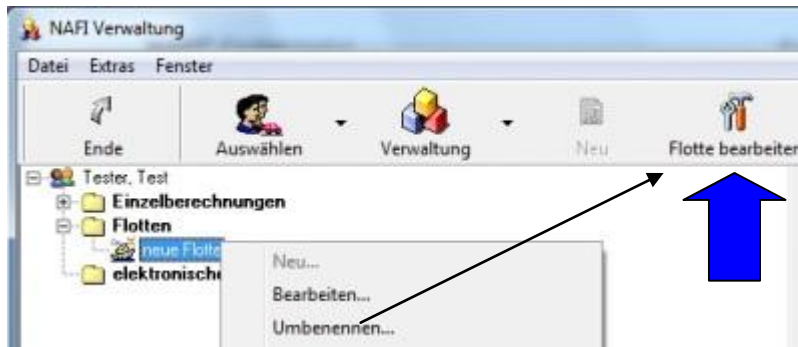 NAFI Verwaltung
Datei Extras Fenster
Ende Auswählen Verwaltung Neu Flotte bearbeiten
Tester, Test
Einzelberechnungen
Flotten
neue Flotte
elektronische
Neu...
Bearbeiten...
Umbenennen...